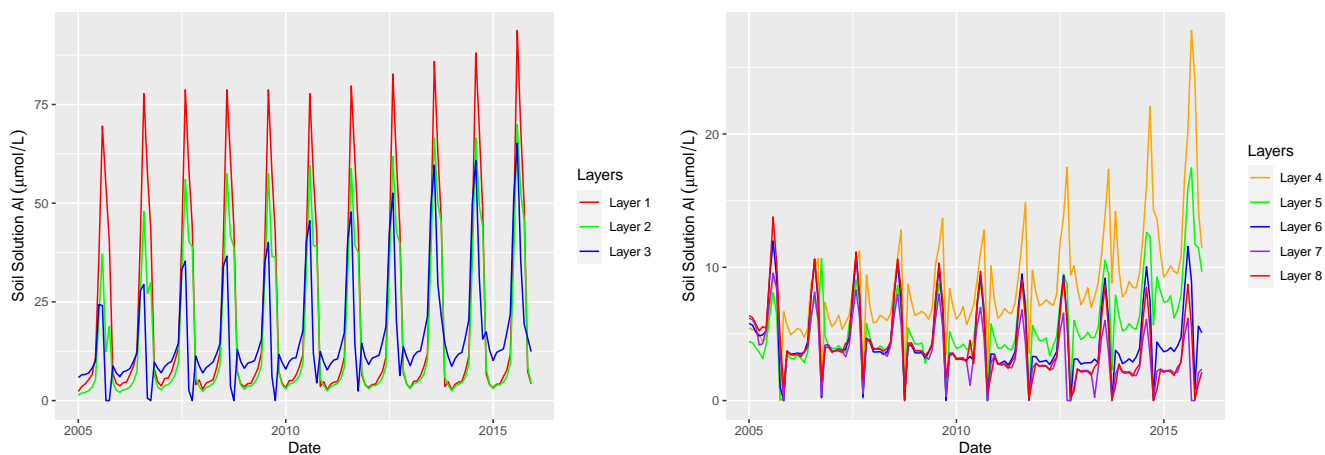 Soil Solution Al (μmol/L)
75
50
25
0
2005
2010
2015
Date
Layers
Layer 1
Layer 2
Layer 3
Soil Solution Al (μmol/L)
20
10
0
2005
2010
2015
Date
Layers
Layer 4
Layer 5
Layer 6
Layer 7
Layer 8